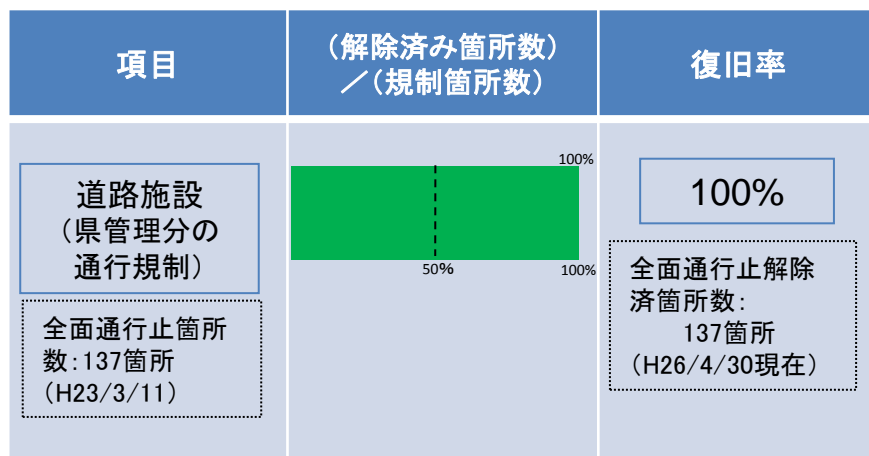 項目
（解除済み箇所数）
／（規制箇所数）
復旧率
道路施設
（県管理分の
通行規制）
全面通行止箇所
数：137箇所
（H23/3/11）
100%
50%
100%
100%
全面通行止解除
済箇所数：
137箇所
（H26/4/30現在）